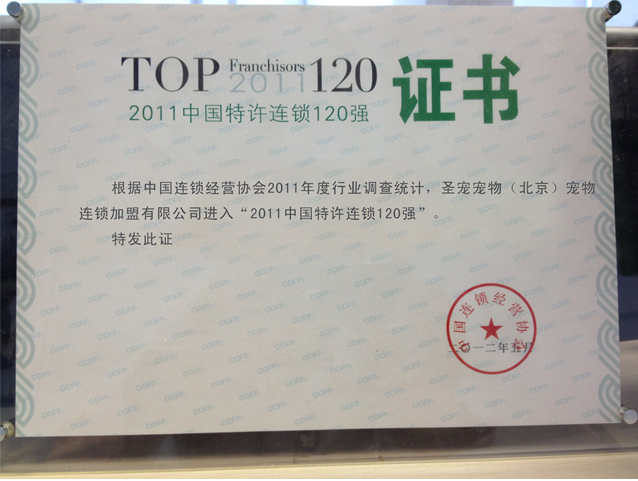 TOP Franchisors 2011 120 证书
2011中国特许连锁120强
根据中国连锁经营协会2011年度行业调查统计，圣宠宠物（北京）宠物
连锁加盟有限公司进入“2011中国特许连锁120强”。
特发此证
中国连锁经营协会
二〇一二年五月